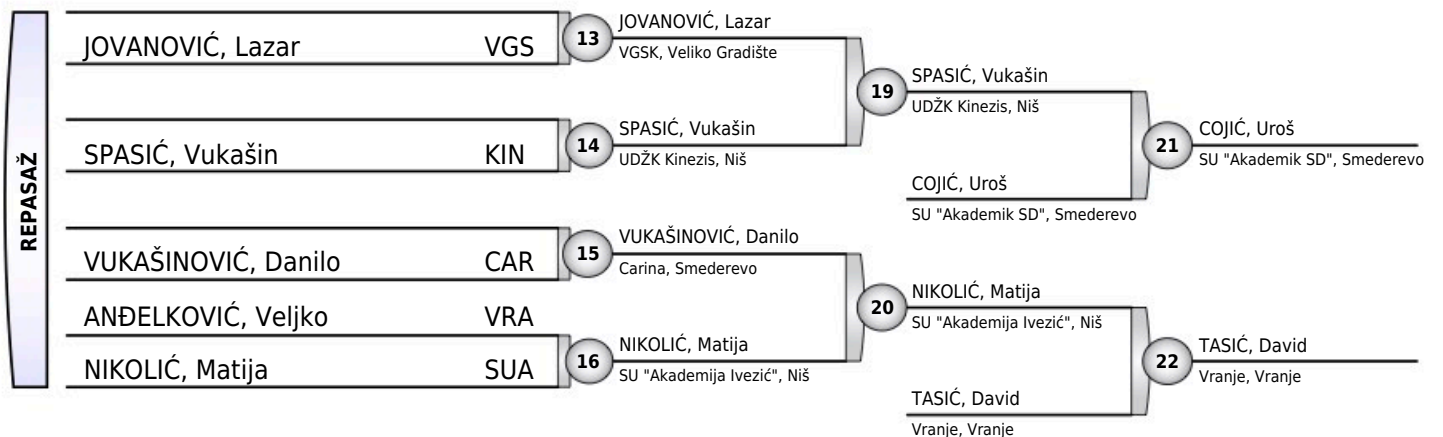 REPASAŽ
JOVANOVIĆ, Lazar VGS
SPASIĆ, Vukašin KIN
VUKAŠINOVIĆ, Danilo CAR
ANĐELKOVIĆ, Veljko VRA
NIKOLIĆ, Matija SUA
13
JOVANOVIĆ, Lazar
VGSK, Veliko Gradište
14
SPASIĆ, Vukašin
UDŽK Kinezis, Niš
15
VUKAŠINOVIĆ, Danilo
Carina, Smederevo
16
NIKOLIĆ, Matija
SU "Akademija Ivezić", Niš
19
SPASIĆ, Vukašin
UDŽK Kinezis, Niš
COJIĆ, Uroš
SU "Akademik SD", Smederevo
20
NIKOLIĆ, Matija
SU "Akademija Ivezić", Niš
TASIĆ, David
Vranje, Vranje
21
COJIĆ, Uroš
SU "Akademik SD", Smederevo
22
TASIĆ, David
Vranje, Vranje